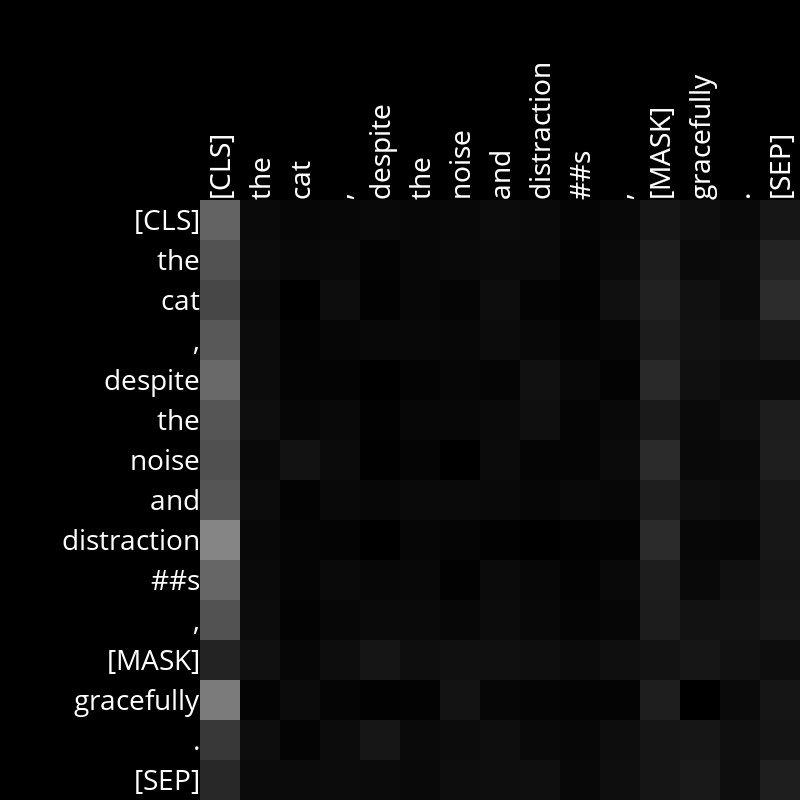 [CLS] the cat , despite the noise and distraction ##s , [MASK] gracefully . [SEP]
[CLS]
the
cat
,
despite
the
noise
and
distraction
##s
,
[MASK]
gracefully
.
[SEP]